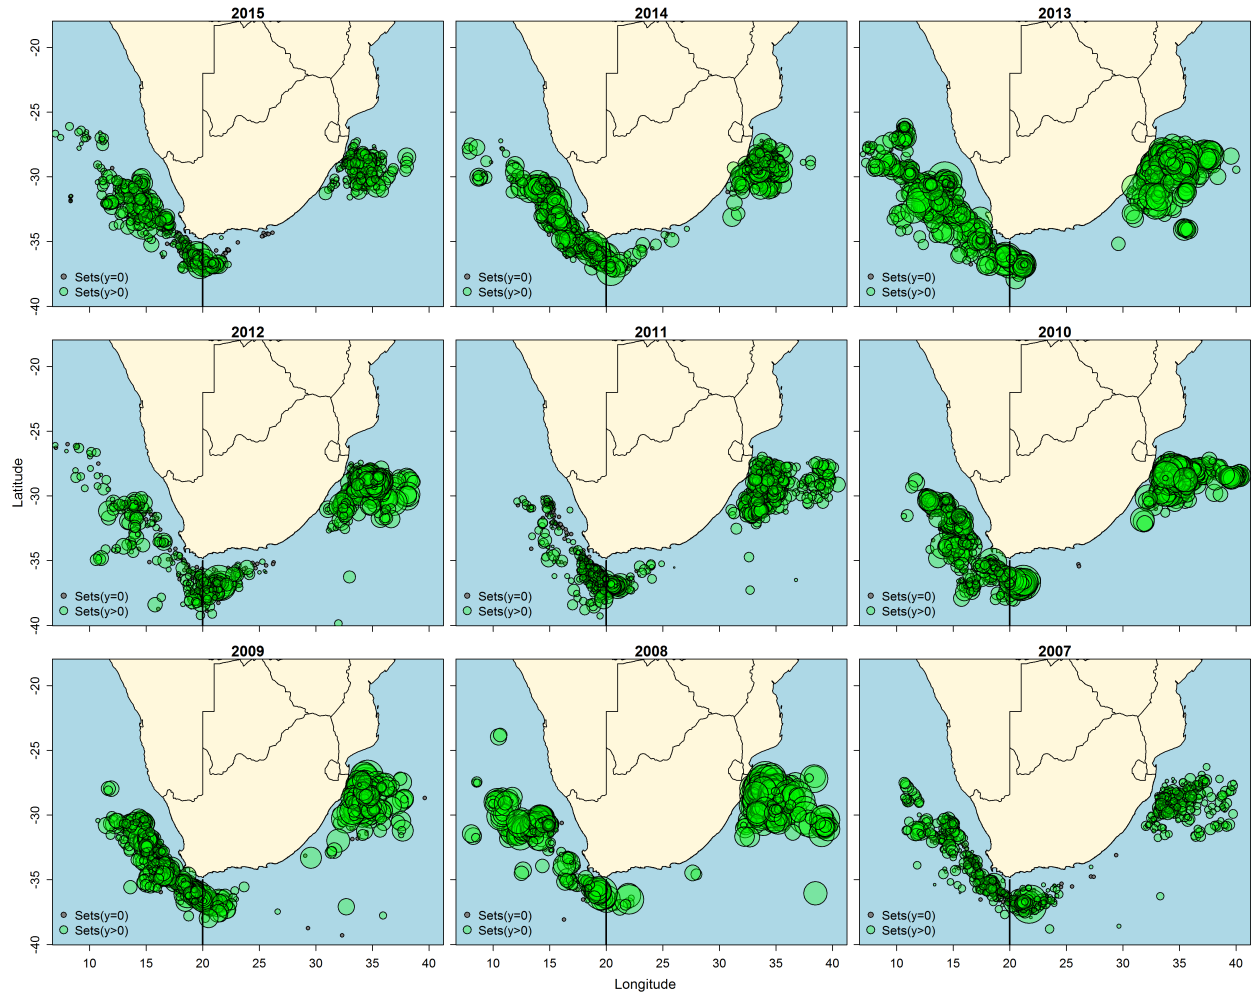 2015
2014
2013
-20
-25
-30
-35
-40
Sets(y=0)
Sets(y>0)
Sets(y=0)
Sets(y>0)
Sets(y=0)
Sets(y>0)
2012
2011
2010
-20
-25
-30
-35
-40
Sets(y=0)
Sets(y>0)
Sets(y=0)
Sets(y>0)
Sets(y=0)
Sets(y>0)
Latitude
2009
2008
2007
-20
-25
-30
-35
-40
Sets(y=0)
Sets(y>0)
Sets(y=0)
Sets(y>0)
Sets(y=0)
Sets(y>0)
10 15 20 25 30 35 40
10 15 20 25 30 35 40
10 15 20 25 30 35 40
Longitude